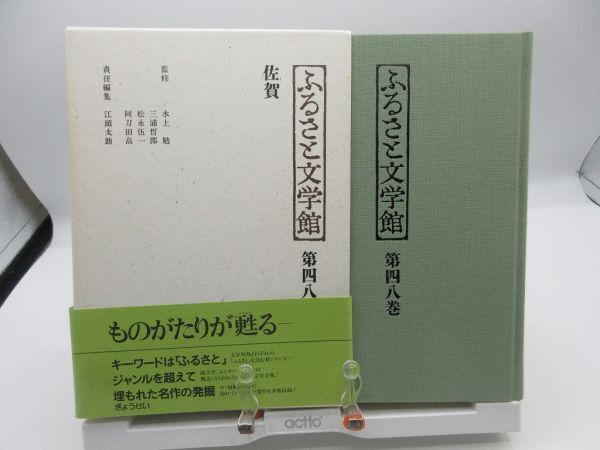 ふるさと文学館
第四八
佐賀
監修
水上 勉
三浦哲郎
松永伍一
阿刀田高
責任編集
江頭太助
ものがたりが甦る―
キーワードは「ふるさと」
ジャンルを超えて
埋もれた名作の発掘
ぎょうせい
ふるさと文学館
第四八巻
actto